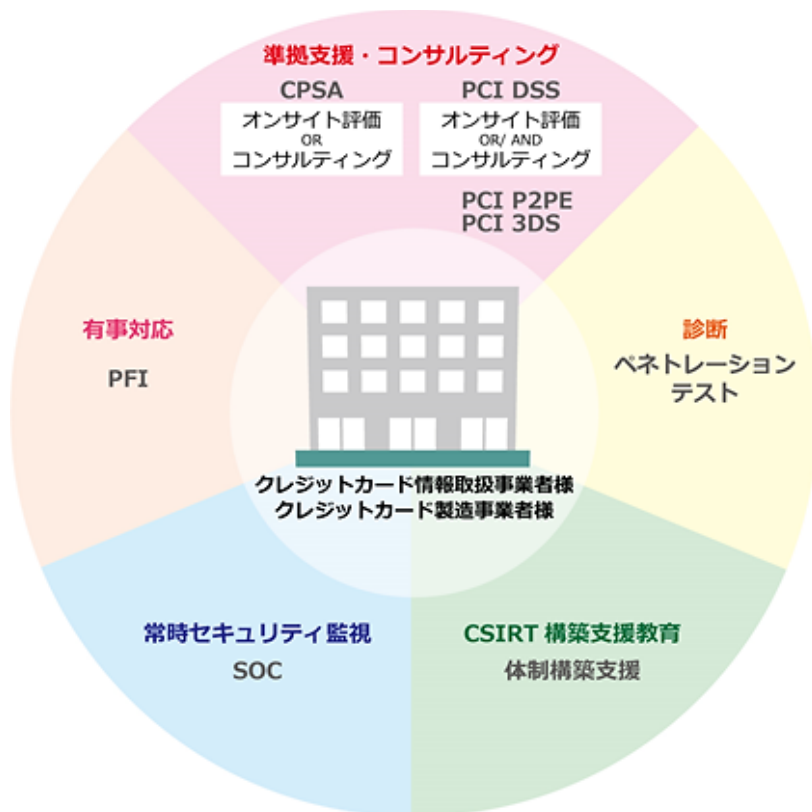 準拠支援・コンサルティング
CPSA
オンサイト評価
OR
コンサルティング
PCI DSS
オンサイト評価
OR/ AND
コンサルティング
PCI P2PE
PCI 3DS
有事対応
PFI
診断
ペネトレーション
テスト
クレジットカード情報取扱事業者様
クレジットカード製造事業者様
常時セキュリティ監視
SOC
CSIRT 構築支援教育
体制構築支援